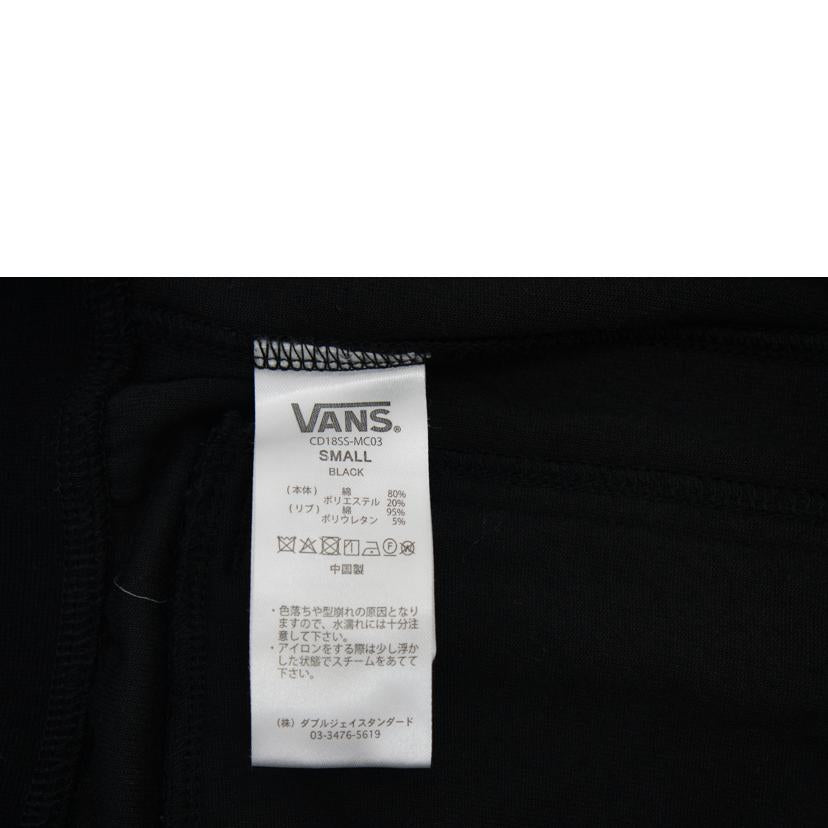 VANS®
CD18SS-MC03
SMALL
BLACK
(本体) 綿 80%
ポリエステル 20%
(リブ) 綿 95%
ポリウレタン 5%
中国製
・色落ちや型崩れの原因となり
ますので、水濡れには十分注
意して下さい。
・アイロンをする際は少し浮か
した状態でスチームをあてて
下さい。
(株) ダブルジェイスタンダード
03-3476-5619